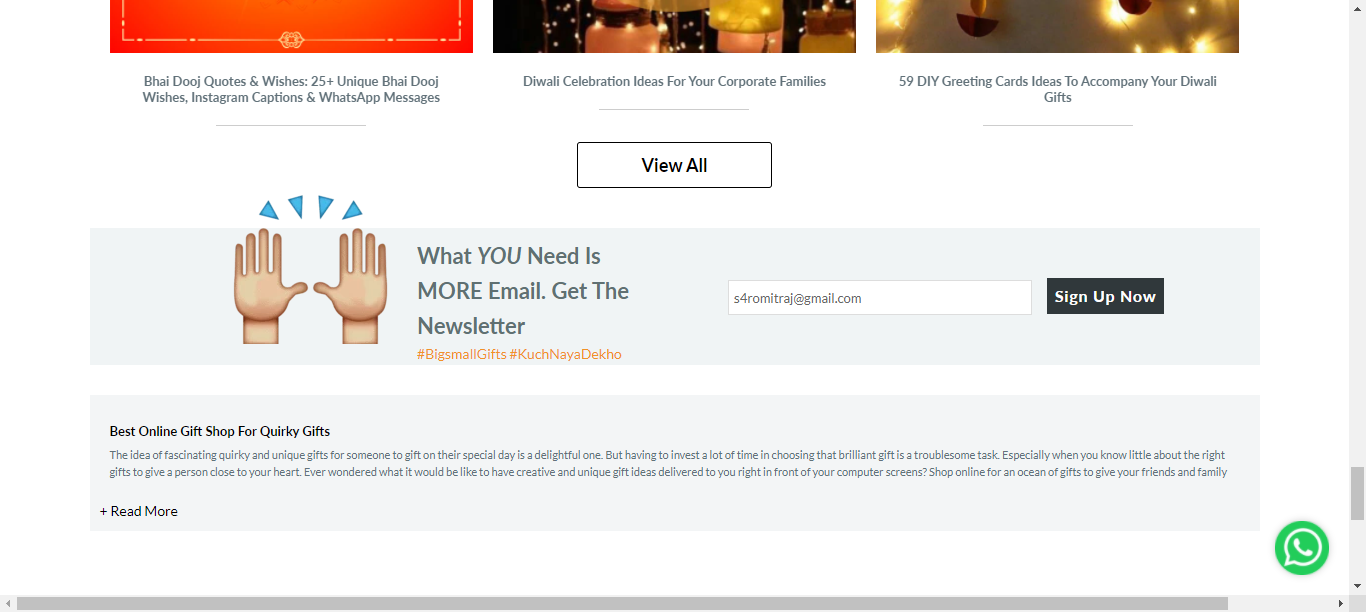 Bhai Dooj Quotes & Wishes: 25+ Unique Bhai Dooj
Wishes, Instagram Captions & WhatsApp Messages
Diwali Celebration Ideas For Your Corporate Families
59 DIY Greeting Cards Ideas To Accompany Your Diwali
Gifts
View All
What YOU Need Is
MORE Email. Get The
Newsletter
#BigsmallGifts #KuchNayaDekho
s4romitraj@gmail.com
Sign Up Now
Best Online Gift Shop For Quirky Gifts
The idea of fascinating quirky and unique gifts for someone to gift on their special day is a delightful one. But having to invest a lot of time in choosing that brilliant gift is a troublesome task. Especially when you know little about the right
gifts to give a person close to your heart. Ever wondered what it would be like to have creative and unique gift ideas delivered to you right in front of your computer screens? Shop online for an ocean of gifts to give your friends and family
+ Read More